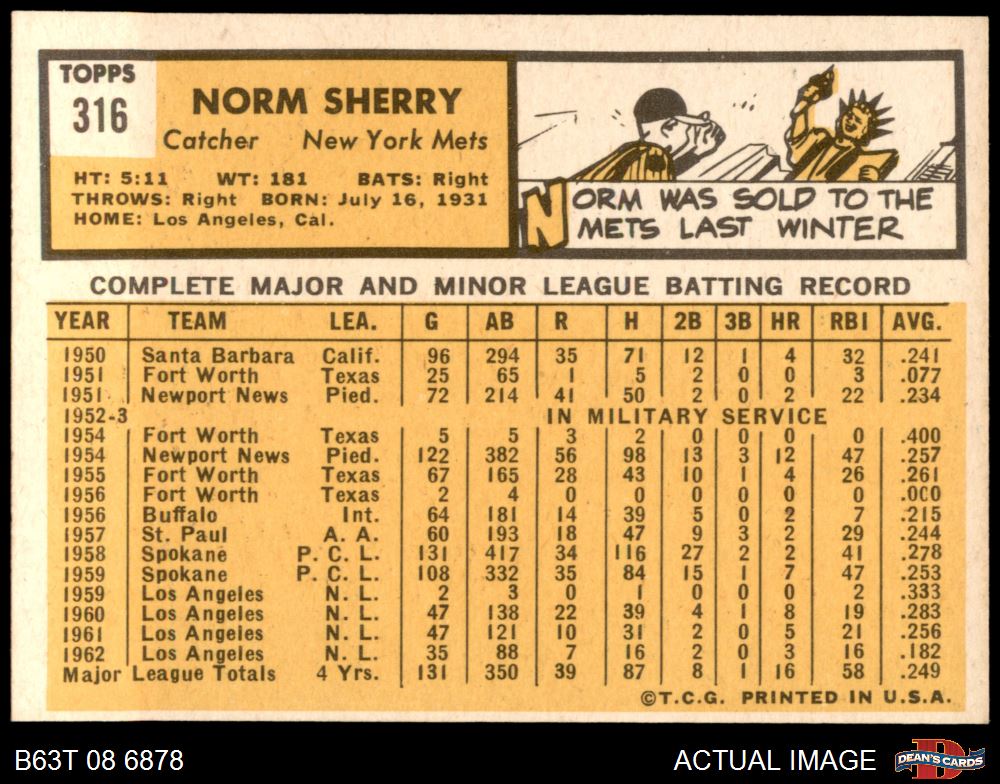 TOPPS
316
NORM SHERRY
Catcher New York Mets
HT: 5:11 WT: 181 BATS: Right
THROWS: Right BORN: July 16, 1931
HOME: Los Angeles, Cal.
NORM WAS SOLD TO THE
METS LAST WINTER
COMPLETE MAJOR AND MINOR LEAGUE BATTING RECORD
YEAR TEAM LEA. G AB R H 2B 3B HR RBI AVG.
1950 Santa Barbara Calif. 96 294 35 71 12 1 4 32 .241
1951 Fort Worth Texas 25 65 1 5 2 0 0 3 .077
1951 Newport News Pied. 72 214 41 50 2 0 2 22 .234
1952-3 IN MILITARY SERVICE
1954 Fort Worth Texas 5 5 3 2 0 0 0 0 .400
1954 Newport News Pied. 122 382 56 98 13 3 12 47 .257
1955 Fort Worth Texas 67 165 28 43 10 1 4 26 .261
1956 Fort Worth Texas 2 4 0 0 0 0 0 0 .000
1956 Buffalo Int. 64 181 14 39 5 0 2 7 .215
1957 St. Paul A. A. 60 193 18 47 9 3 2 29 .244
1958 Spokane P. C. L. 131 417 34 116 27 2 2 41 .278
1959 Spokane P. C. L. 108 332 35 84 15 1 7 47 .253
1959 Los Angeles N. L. 2 3 0 1 0 0 0 2 .333
1960 Los Angeles N. L. 47 138 22 39 4 1 8 19 .283
1961 Los Angeles N. L. 47 121 10 31 2 0 5 21 .256
1962 Los Angeles N. L. 35 88 7 16 2 0 3 16 .182
Major League Totals 4 Yrs. 131 350 39 87 8 1 16 58 .249
©T.C.G. PRINTED IN U.S.A.
B63T 08 6878 ACTUAL IMAGE
DEAN'S CARDS